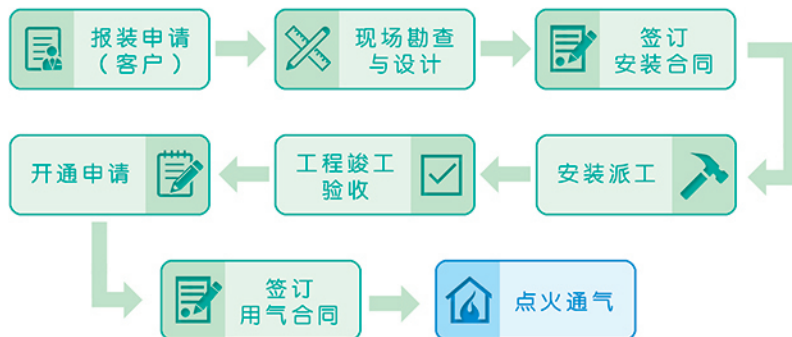 报装申请
（客户）
现场勘查
与设计
签订
安装合同
安装派工
工程竣工
验收
开通申请
签订
用气合同
点火通气